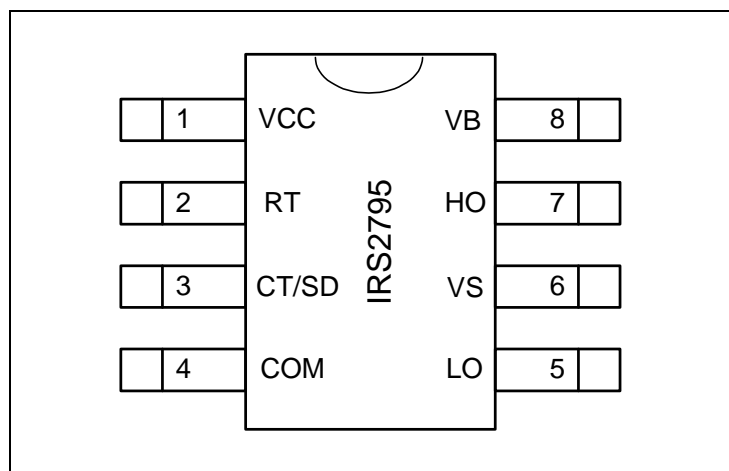 1 VCC VB 8
2 RT HO 7
3 CT/SD VS 6
4 COM LO 5
IRS2795